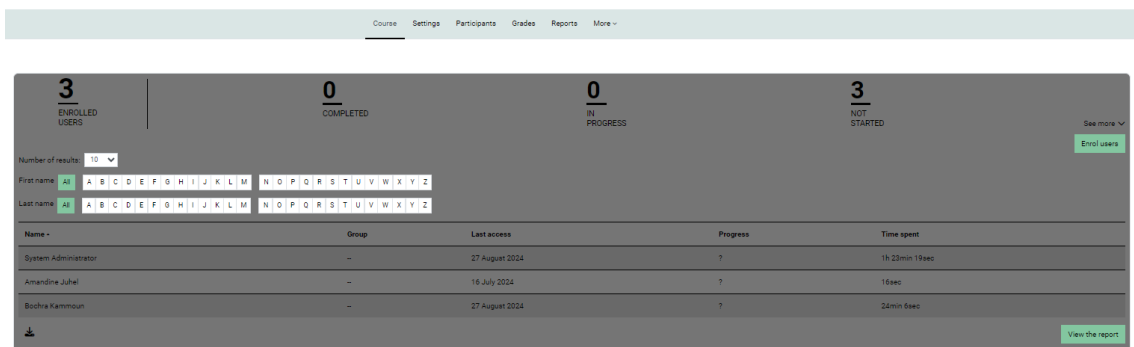 Course Settings Participants Grades Reports More
3 0 0 3
ENROLLED USERS COMPLETED IN PROGRESS NOT STARTED
See more
Enrol users
Number of results: 10
First name All A B C D E F G H I J K L M N O P Q R S T U V W X Y Z
Last name All A B C D E F G H I J K L M N O P Q R S T U V W X Y Z
Name Group Last access Progress Time spent
System Administrator – 27 August 2024 ? 1h 23min 19sec
Amandine Juhel – 16 July 2024 ? 16sec
Bochra Kammoun – 27 August 2024 ? 24min 6sec
View the report